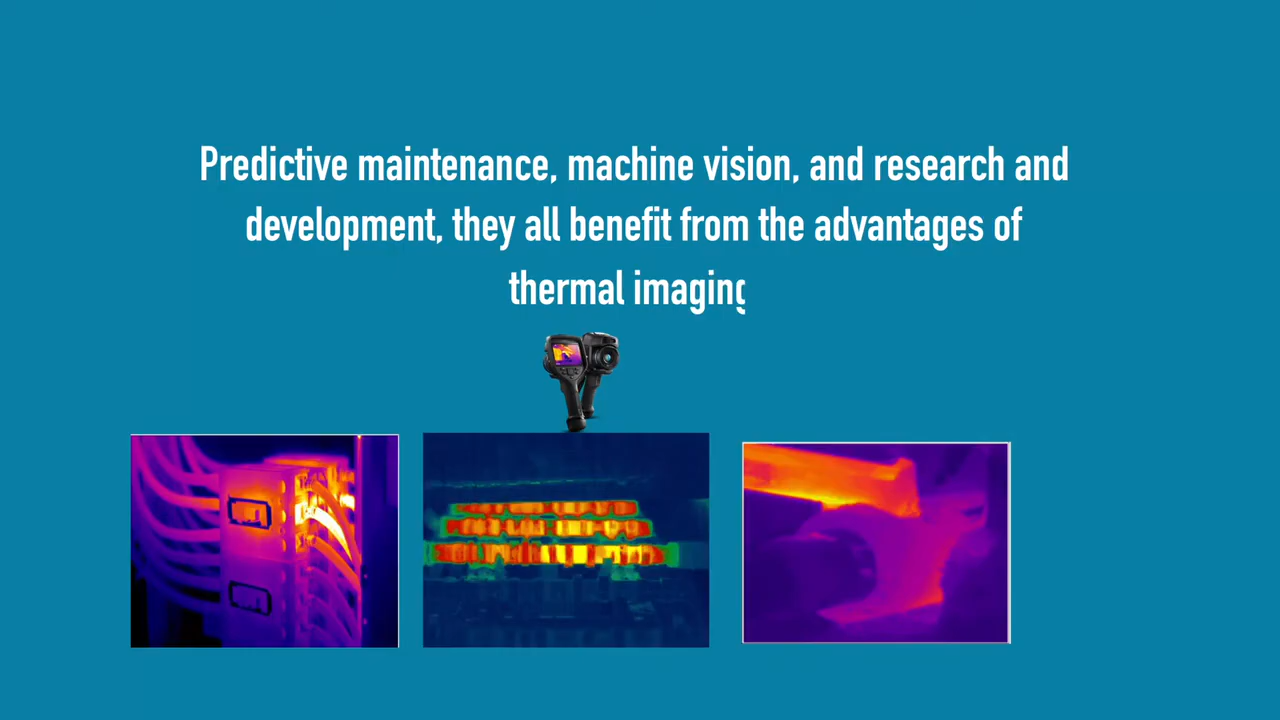 Predictive maintenance, machine vision, and research and
development, they all benefit from the advantages of
thermal imaging